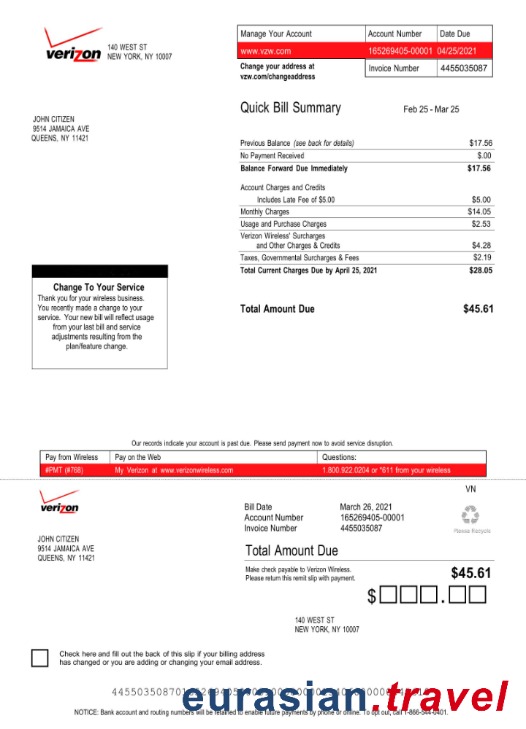 verizon
140 WEST ST
NEW YORK, NY 10007
Manage Your Account Account Number Date Due
www.vzw.com 165269405-00001 04/25/2021
Change your address at
vzw.com/changeaddress
Invoice Number 4455035087
Quick Bill Summary Feb 25 - Mar 25
JOHN CITIZEN
9514 JAMAICA AVE
QUEENS, NY 11421
Previous Balance (see back for details) $17.56
No Payment Received $.00
Balance Forward Due Immediately $17.56
Account Charges and Credits
Includes Late Fee of $5.00 $5.00
Monthly Charges $14.05
Usage and Purchase Charges $2.53
Verizon Wireless' Surcharges
and Other Charges & Credits $4.28
Taxes, Governmental Surcharges & Fees $2.19
Total Current Charges Due by April 25, 2021 $28.05
Total Amount Due $45.61
Change To Your Service
Thank you for your wireless business.
You recently made a change to your
service. Your new bill will reflect usage
from your last bill and service
adjustments resulting from the
plan/feature change.
Our records indicate your account is past due. Please send payment now to avoid service disruption.
Pay from Wireless Pay on the Web Questions:
#PMT (#768) My Verizon at www.verizonwireless.com 1.800.922.0204 or *611 from your wireless
VN
verizon
Bill Date March 26, 2021
Account Number 165269405-00001
Invoice Number 4455035087
Please Recycle
JOHN CITIZEN
9514 JAMAICA AVE
QUEENS, NY 11421
Total Amount Due
Make check payable to Verizon Wireless.
Please return this remit slip with payment.
$45.61
$ .
140 WEST ST
NEW YORK, NY 10007
Check here and fill out the back of this slip if your billing address
has changed or you are adding or changing your email address.
eurasian.travel
NOTICE: Bank account and routing numbers will be retained to enable future payments by phone or online. To opt out, call 1-866-544-0401.